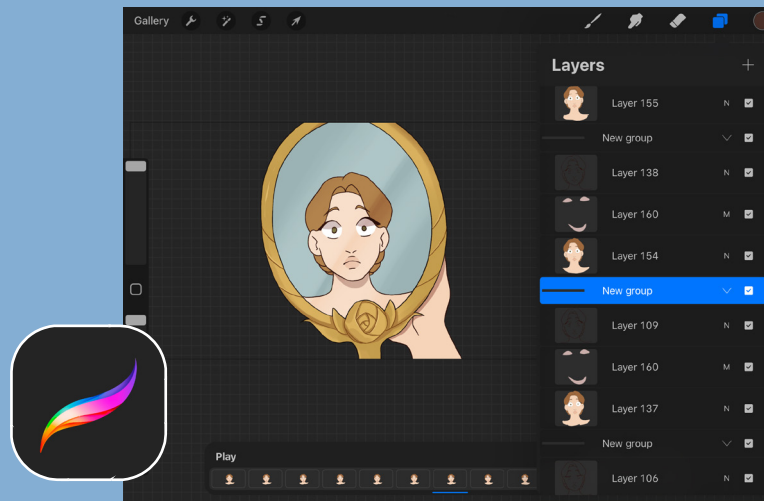 Gallery
Layers
Layer 155 N
New group
Layer 138 N
Layer 160 M
Layer 154 N
New group
Layer 109 N
Layer 160 M
Layer 137 N
New group
Layer 106 N
Play